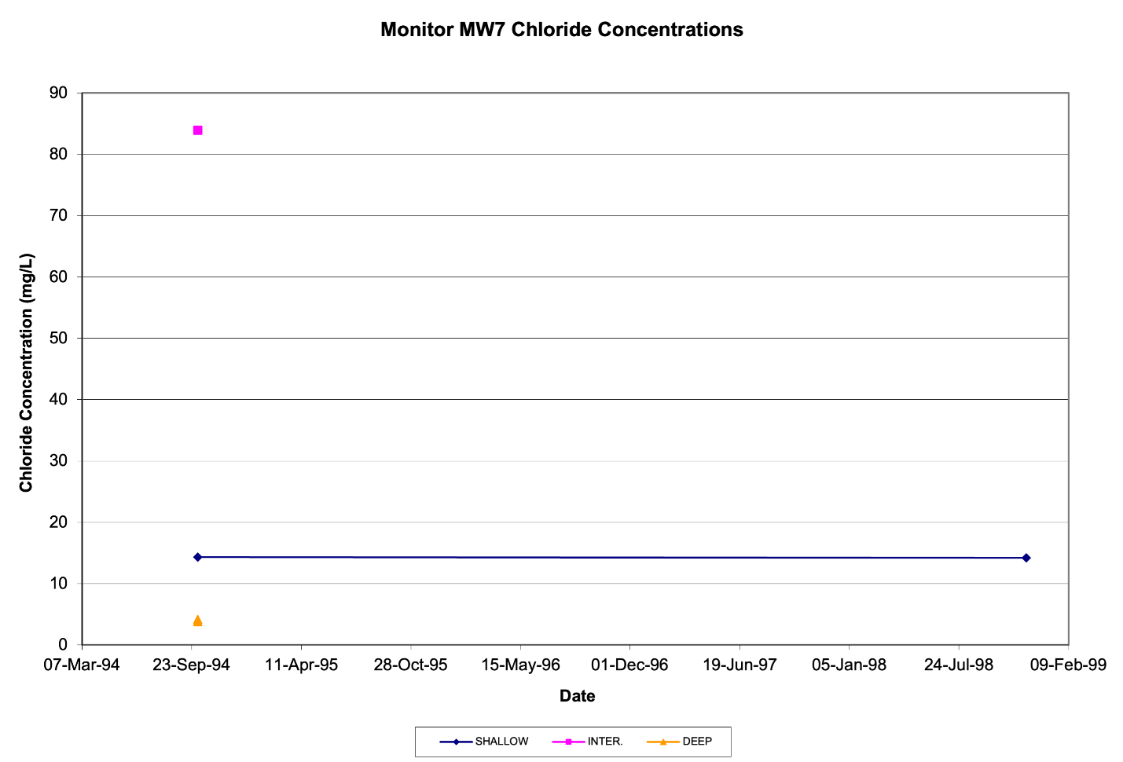 Monitor MW7 Chloride Concentrations
90
80
70
60
50
40
30
20
10
0
Chloride Concentration (mg/L)
07-Mar-94 23-Sep-94 11-Apr-95 28-Oct-95 15-May-96 01-Dec-96 19-Jun-97 05-Jan-98 24-Jul-98 09-Feb-99
Date
SHALLOW INTER. DEEP